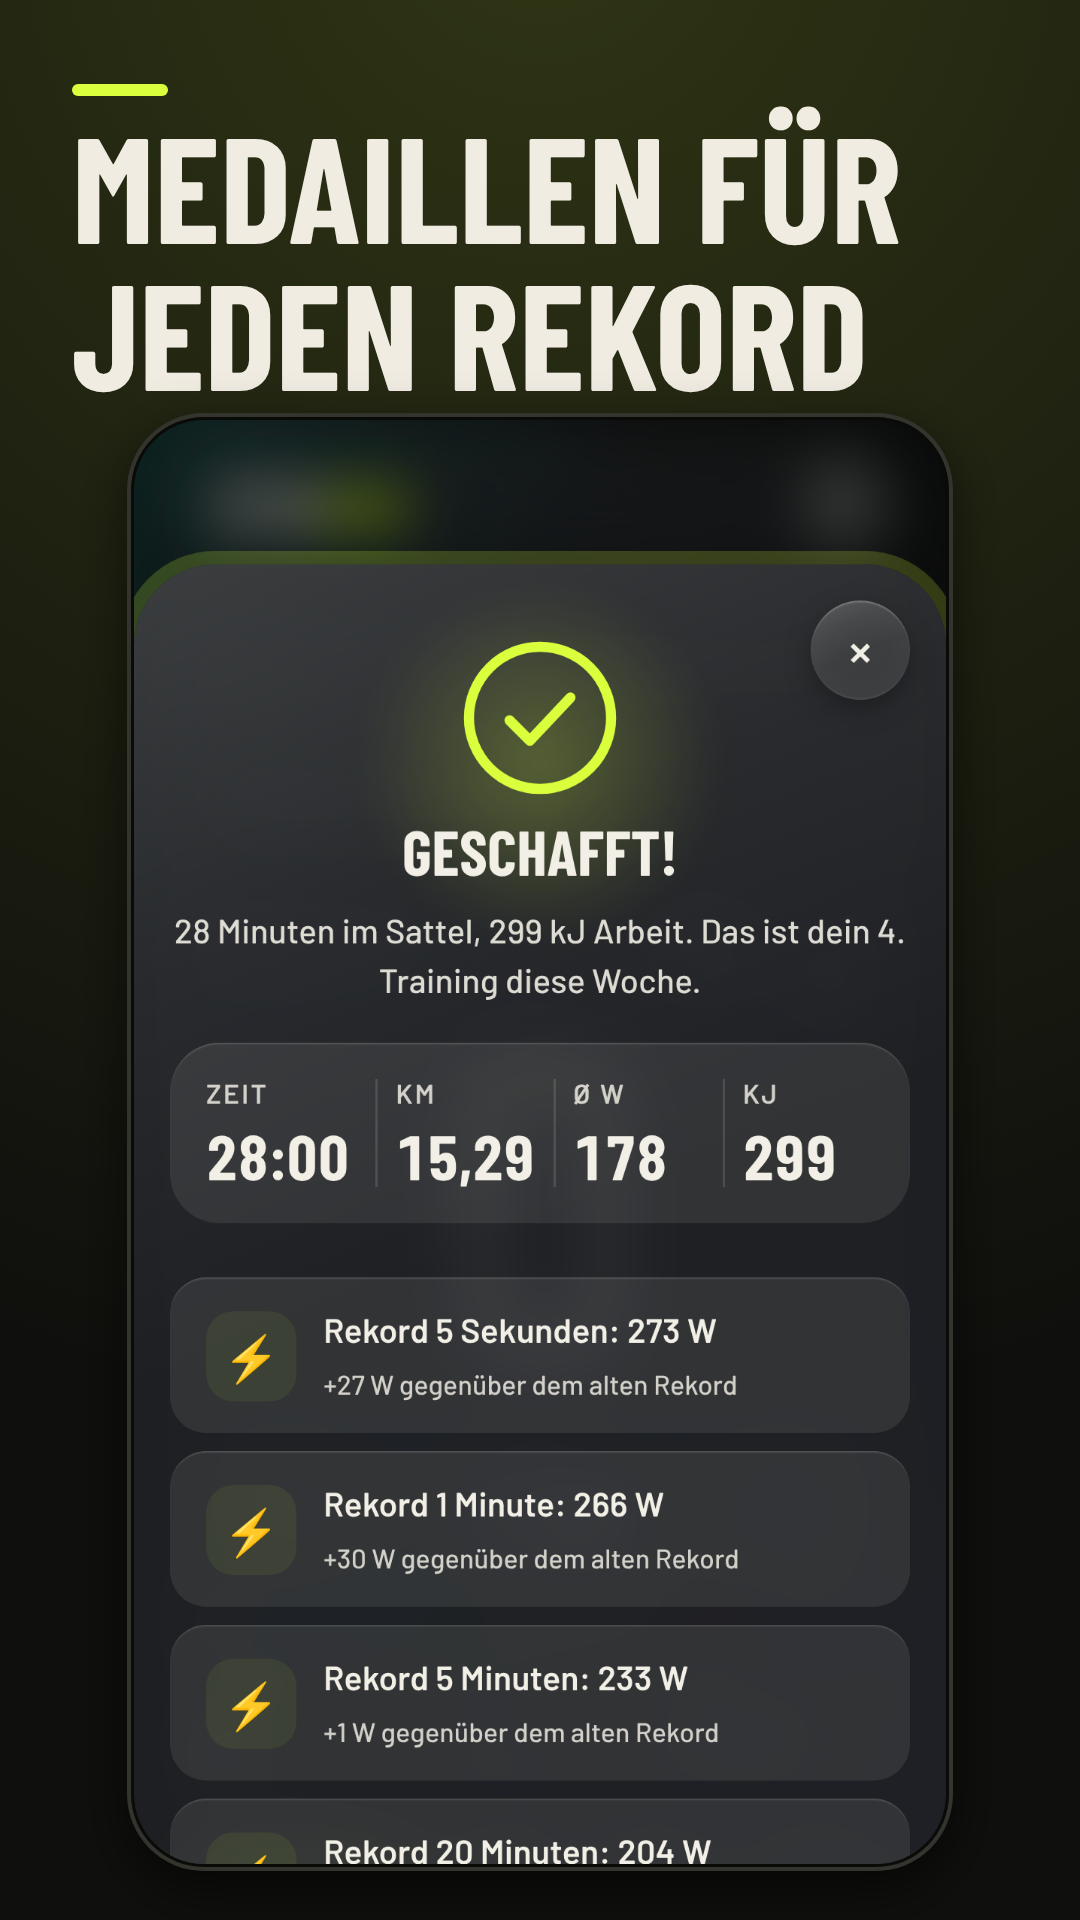 MEDAILLEN FÜR
JEDEN REKORD
×
GESCHAFFT!
28 Minuten im Sattel, 299 kJ Arbeit. Das ist dein 4.
Training diese Woche.
ZEIT KM Ø W KJ
28:00 15,29 178 299
Rekord 5 Sekunden: 273 W
+27 W gegenüber dem alten Rekord
Rekord 1 Minute: 266 W
+30 W gegenüber dem alten Rekord
Rekord 5 Minuten: 233 W
+1 W gegenüber dem alten Rekord
Rekord 20 Minuten: 204 W